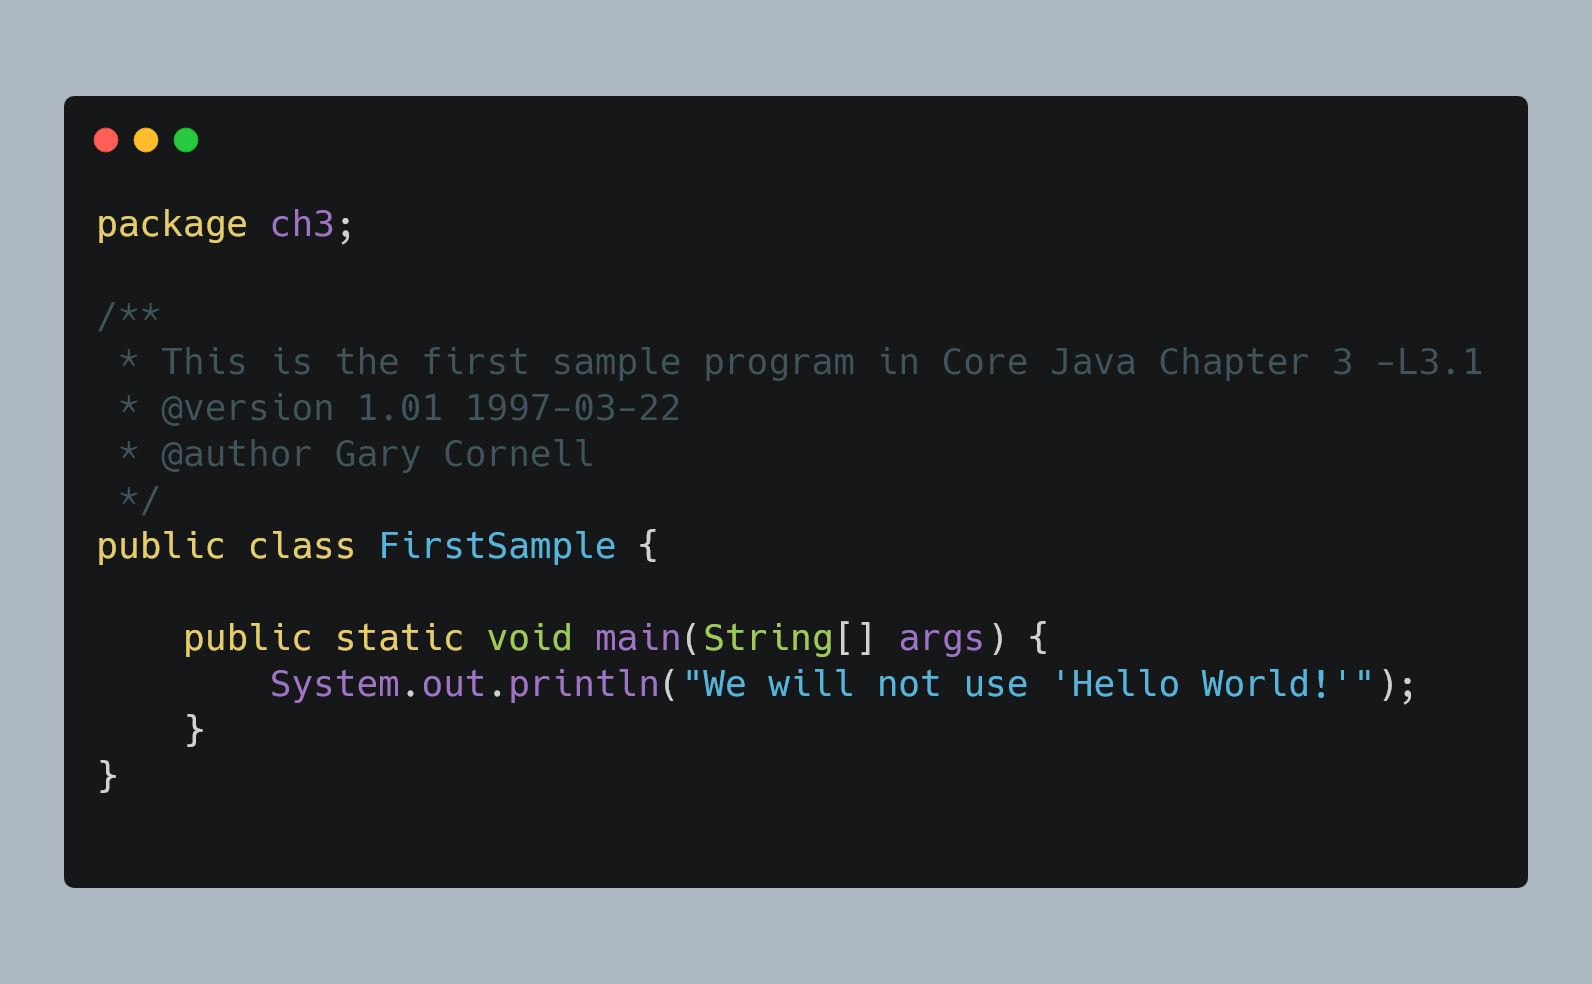 package ch3;

/**
 * This is the first sample program in Core Java Chapter 3 -L3.1
 * @version 1.01 1997-03-22
 * @author Gary Cornell
 */
public class FirstSample {

    public static void main(String[] args) {
        System.out.println("We will not use 'Hello World!'");
    }
}